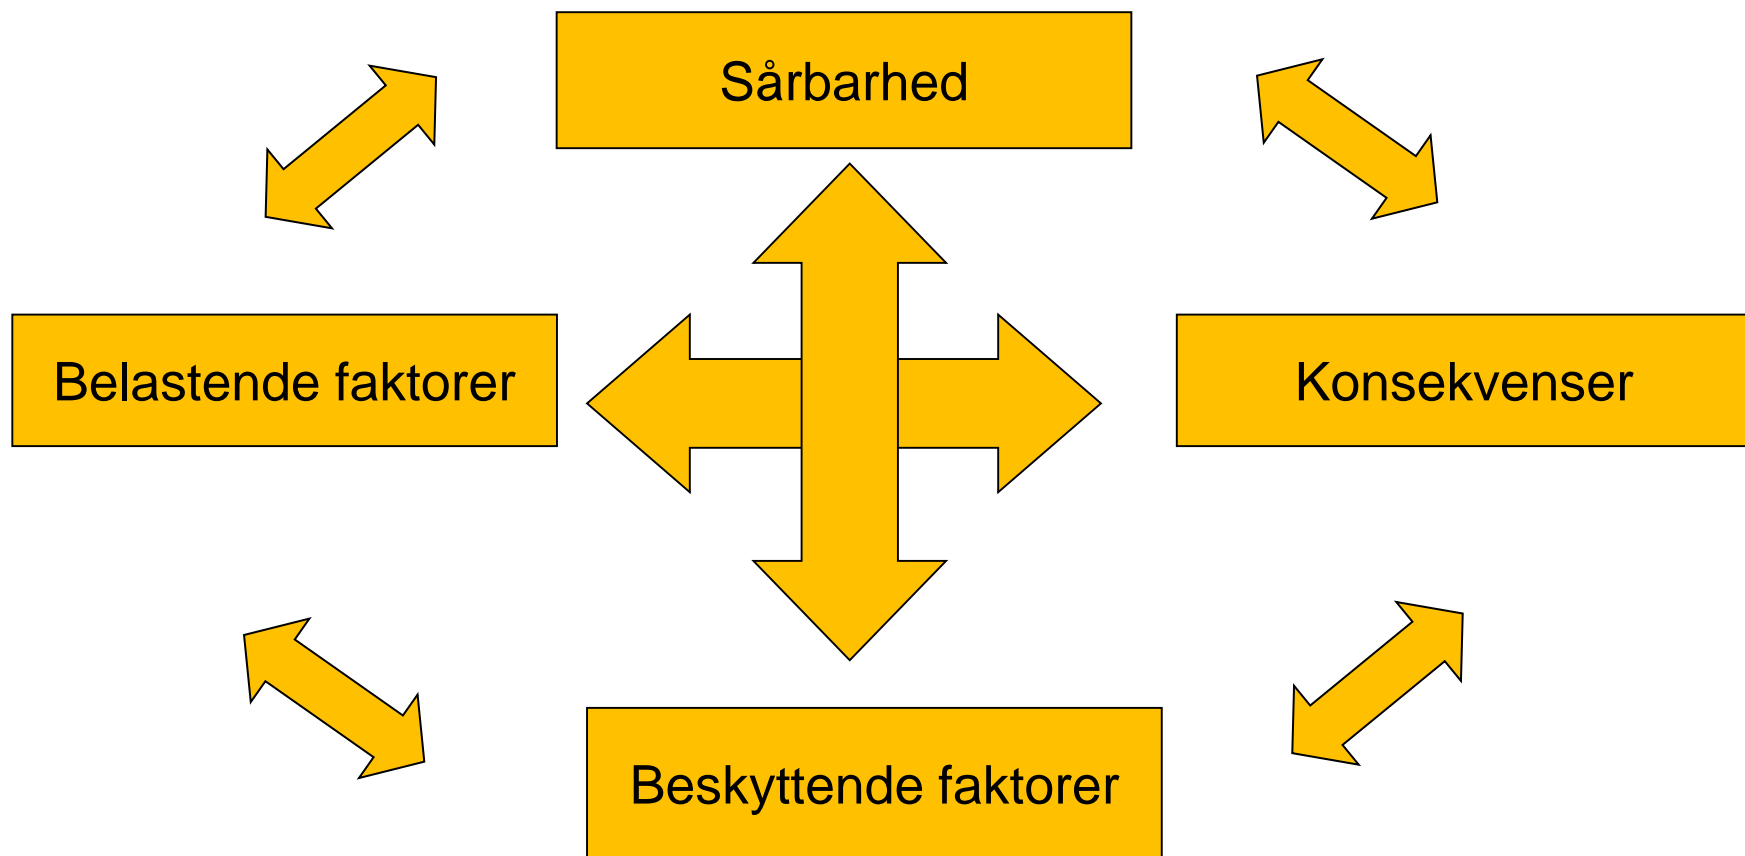 Sårbarhed
Belastende faktorer
Konsekvenser
Beskyttende faktorer